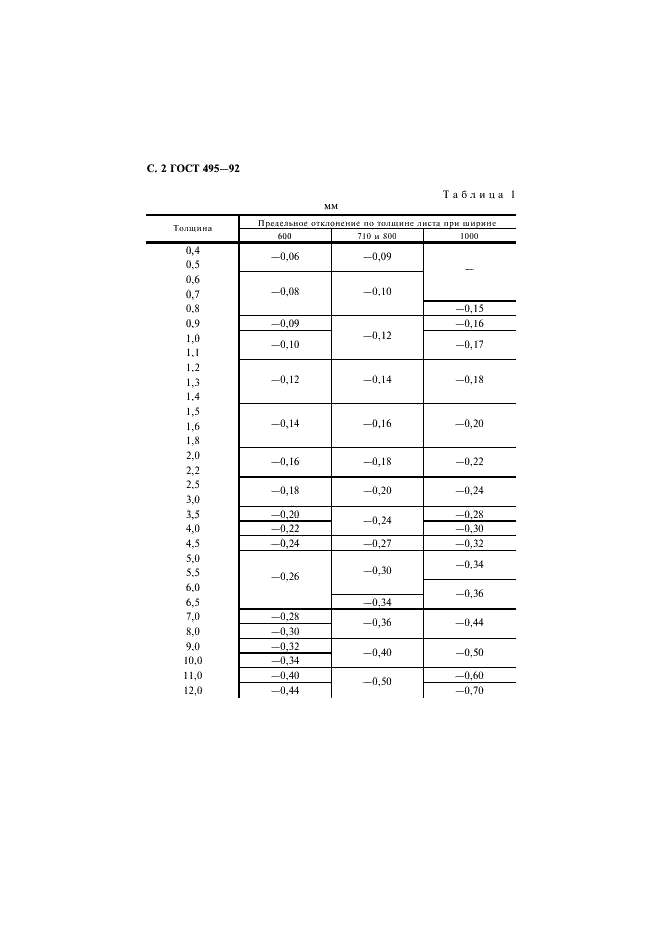 С. 2 ГОСТ 495—92
Таблица 1
мм
Толщина
Предельное отклонение по толщине листа при ширине
600 710 и 800 1000
0,4
—0,06 —0,09
0,5
—
0,6
—0,08 —0,10
0,7
0,8 —0,15
0,9 —0,09 —0,16
—0,12
1,0
—0,10 —0,17
1,1
1,2
1,3 —0,12 —0,14 —0,18
1,4
1,5
1,6 —0,14 —0,16 —0,20
1,8
2,0
—0,16 —0,18 —0,22
2,2
2,5
—0,18 —0,20 —0,24
3,0
3,5 —0,20 —0,28
—0,24
4,0 —0,22 —0,30
4,5 —0,24 —0,27 —0,32
5,0
—0,34
5,5
—0,30
—0,26
6,0
—0,36
6,5 —0,34
7,0 —0,28
—0,36 —0,44
8,0 —0,30
9,0 —0,32
—0,40 —0,50
10,0 —0,34
11,0 —0,40 —0,60
—0,50
12,0 —0,44 —0,70